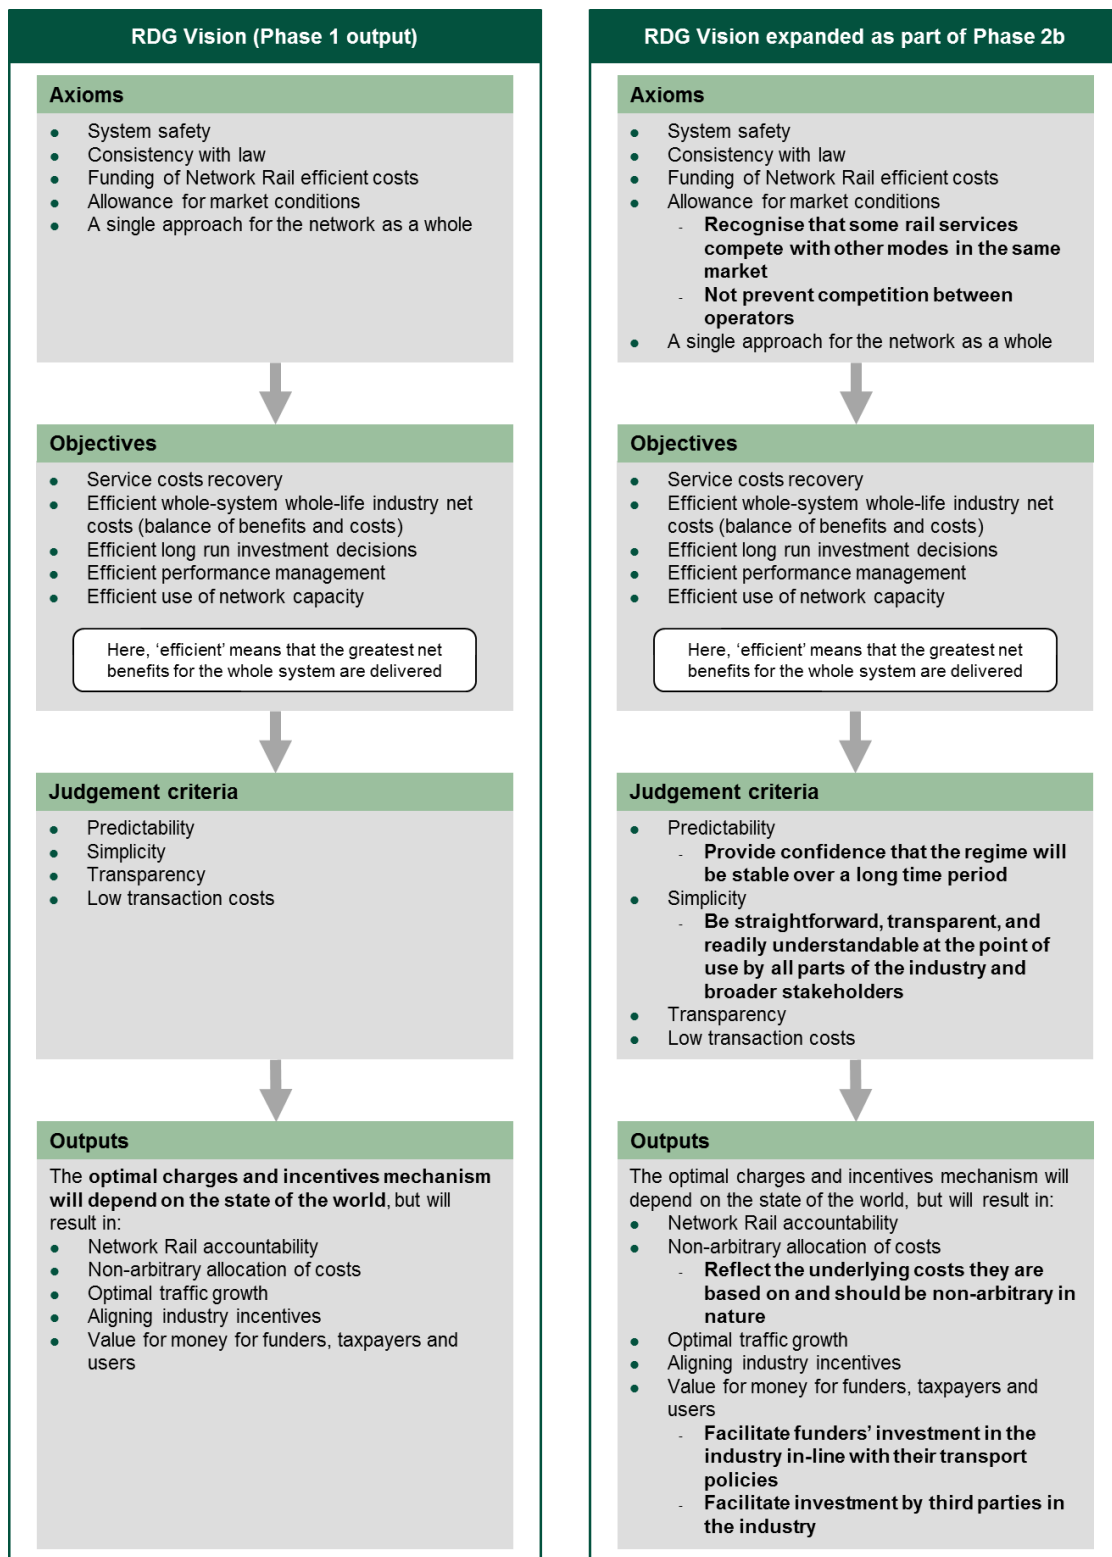 RDG Vision (Phase 1 output)
Axioms
● System safety
● Consistency with law
● Funding of Network Rail efficient costs
● Allowance for market conditions
● A single approach for the network as a whole
Objectives
● Service costs recovery
● Efficient whole-system whole-life industry net
costs (balance of benefits and costs)
● Efficient long run investment decisions
● Efficient performance management
● Efficient use of network capacity
Here, ‘efficient’ means that the greatest net
benefits for the whole system are delivered
Judgement criteria
● Predictability
● Simplicity
● Transparency
● Low transaction costs
Outputs
The optimal charges and incentives mechanism
will depend on the state of the world, but will
result in:
● Network Rail accountability
● Non-arbitrary allocation of costs
● Optimal traffic growth
● Aligning industry incentives
● Value for money for funders, taxpayers and
users
RDG Vision expanded as part of Phase 2b
Axioms
● System safety
● Consistency with law
● Funding of Network Rail efficient costs
● Allowance for market conditions
- Recognise that some rail services
compete with other modes in the same
market
- Not prevent competition between
operators
● A single approach for the network as a whole
Objectives
● Service costs recovery
● Efficient whole-system whole-life industry net
costs (balance of benefits and costs)
● Efficient long run investment decisions
● Efficient performance management
● Efficient use of network capacity
Here, ‘efficient’ means that the greatest net
benefits for the whole system are delivered
Judgement criteria
● Predictability
- Provide confidence that the regime will
be stable over a long time period
● Simplicity
- Be straightforward, transparent, and
readily understandable at the point of
use by all parts of the industry and
broader stakeholders
● Transparency
● Low transaction costs
Outputs
The optimal charges and incentives mechanism will
depend on the state of the world, but will result in:
● Network Rail accountability
● Non-arbitrary allocation of costs
- Reflect the underlying costs they are
based on and should be non-arbitrary in
nature
● Optimal traffic growth
● Aligning industry incentives
● Value for money for funders, taxpayers and
users
- Facilitate funders’ investment in the
industry in-line with their transport
policies
- Facilitate investment by third parties in
the industry